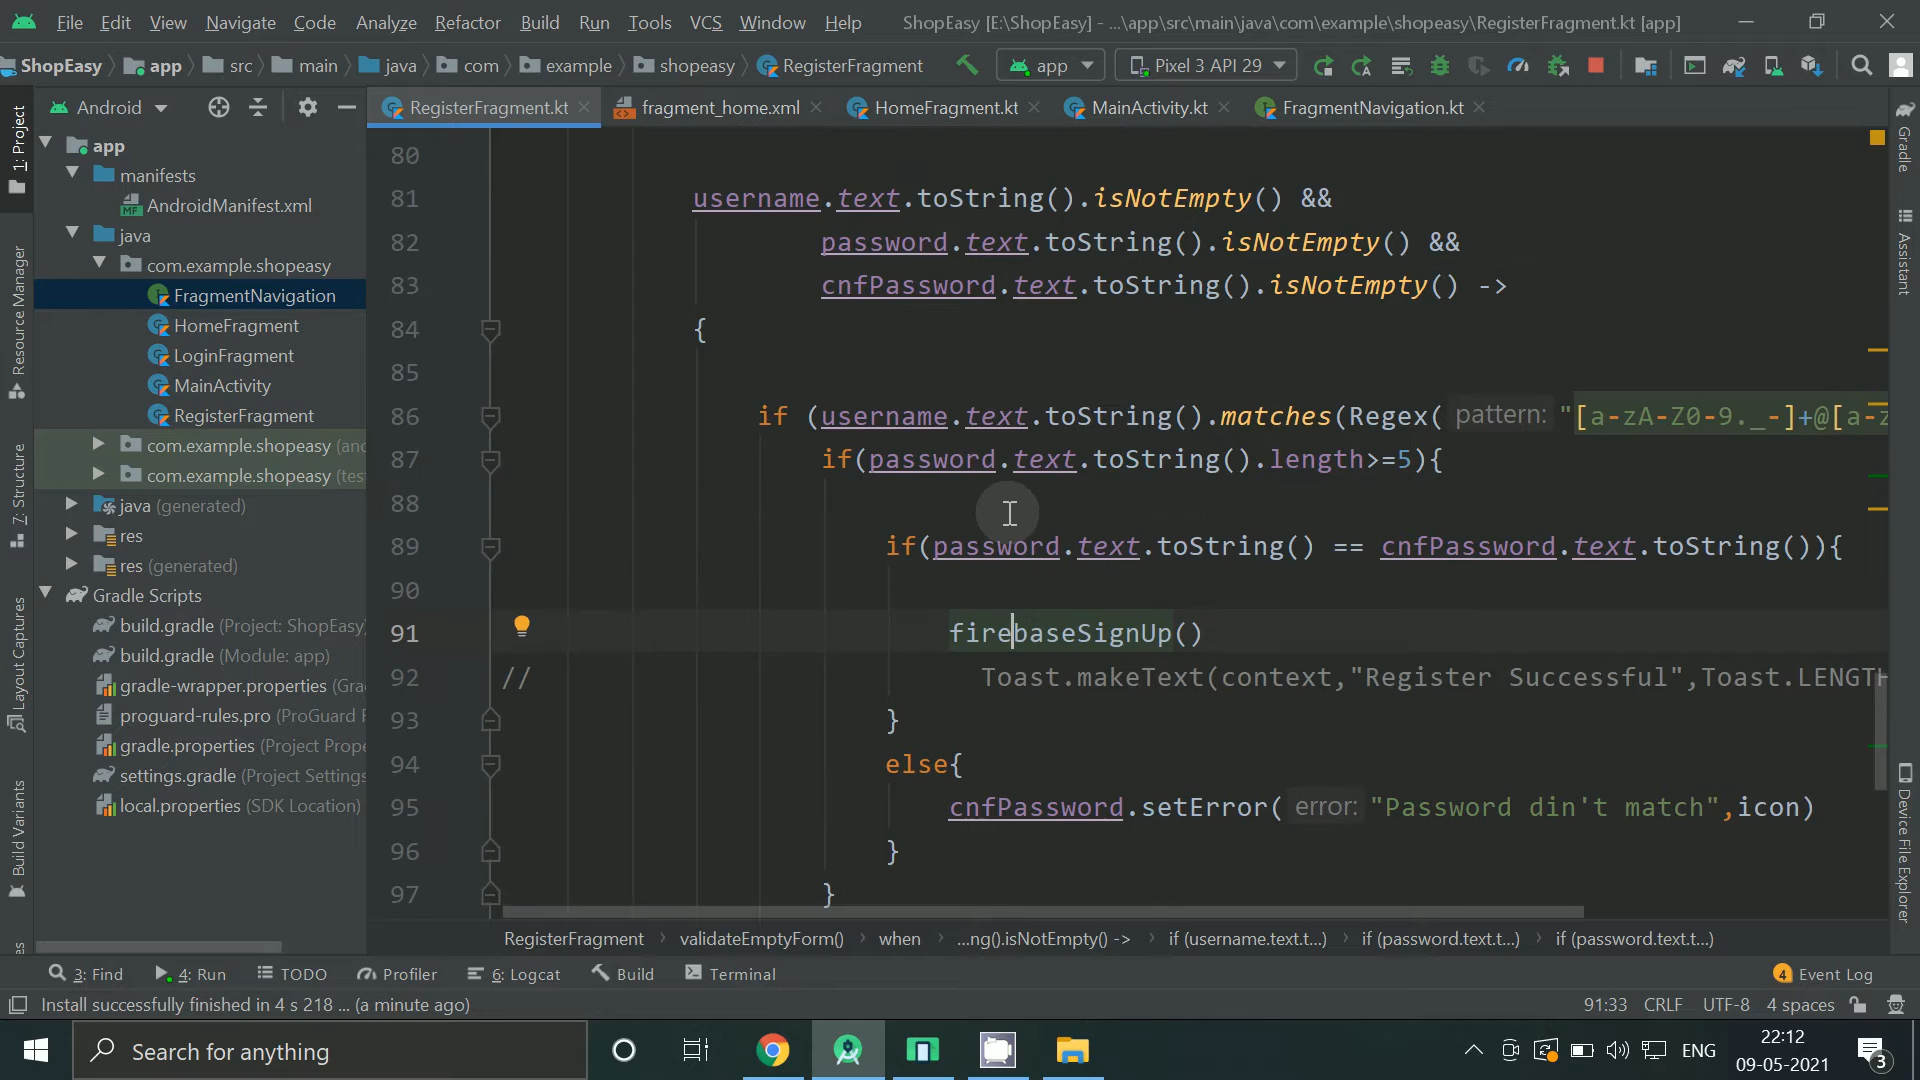 File Edit View Navigate Code Analyze Refactor Build Run Tools VCS Window Help ShopEasy [E:\ShopEasy] - ...\app\src\main\java\com\example\shopeasy\RegisterFragment.kt [app]
ShopEasy app src main java com example shopeasy RegisterFragment app Pixel 3 API 29
Android
RegisterFragment.kt fragment_home.xml HomeFragment.kt MainActivity.kt FragmentNavigation.kt
1: Project
Resource Manager
7: Structure
Layout Captures
Build Variants
app
manifests
AndroidManifest.xml
java
com.example.shopeasy
FragmentNavigation
HomeFragment
LoginFragment
MainActivity
RegisterFragment
com.example.shopeasy (and
com.example.shopeasy (tes
java (generated)
res
res (generated)
Gradle Scripts
build.gradle (Project: ShopEasy)
build.gradle (Module: app)
gradle-wrapper.properties (Gra
proguard-rules.pro (ProGuard R
gradle.properties (Project Prope
settings.gradle (Project Settings
local.properties (SDK Location)
80
81 username.text.toString().isNotEmpty() &&
82 password.text.toString().isNotEmpty() &&
83 cnfPassword.text.toString().isNotEmpty() ->
84 {
85
86 if (username.text.toString().matches(Regex( pattern: "[a-zA-Z0-9._-]+@[a-z
87 if(password.text.toString().length>=5){
88
89 if(password.text.toString() == cnfPassword.text.toString()){
90
91 firebaseSignUp()
92 // Toast.makeText(context,"Register Successful",Toast.LENGTH
93 }
94 else{
95 cnfPassword.setError( error: "Password din't match",icon)
96 }
97 }
Gradle
Assistant
Device File Explorer
RegisterFragment validateEmptyForm() when ...ng().isNotEmpty() -> if (username.text.t...) if (password.text.t...) if (password.text.t...)
3: Find 4: Run TODO Profiler 6: Logcat Build Terminal 4 Event Log
Install successfully finished in 4 s 218 ... (a minute ago) 91:33 CRLF UTF-8 4 spaces
Search for anything ENG 22:12
09-05-2021 3